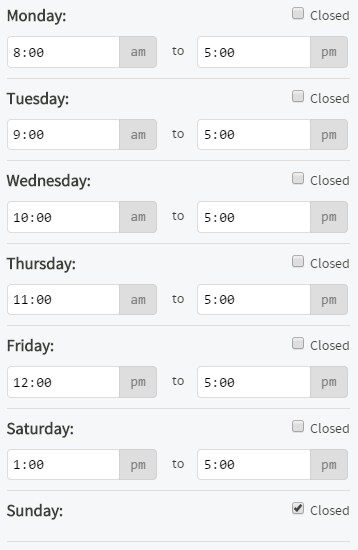 Monday: Closed
8:00 am to 5:00 pm
Tuesday: Closed
9:00 am to 5:00 pm
Wednesday: Closed
10:00 am to 5:00 pm
Thursday: Closed
11:00 am to 5:00 pm
Friday: Closed
12:00 pm to 5:00 pm
Saturday: Closed
1:00 pm to 5:00 pm
Sunday: Closed